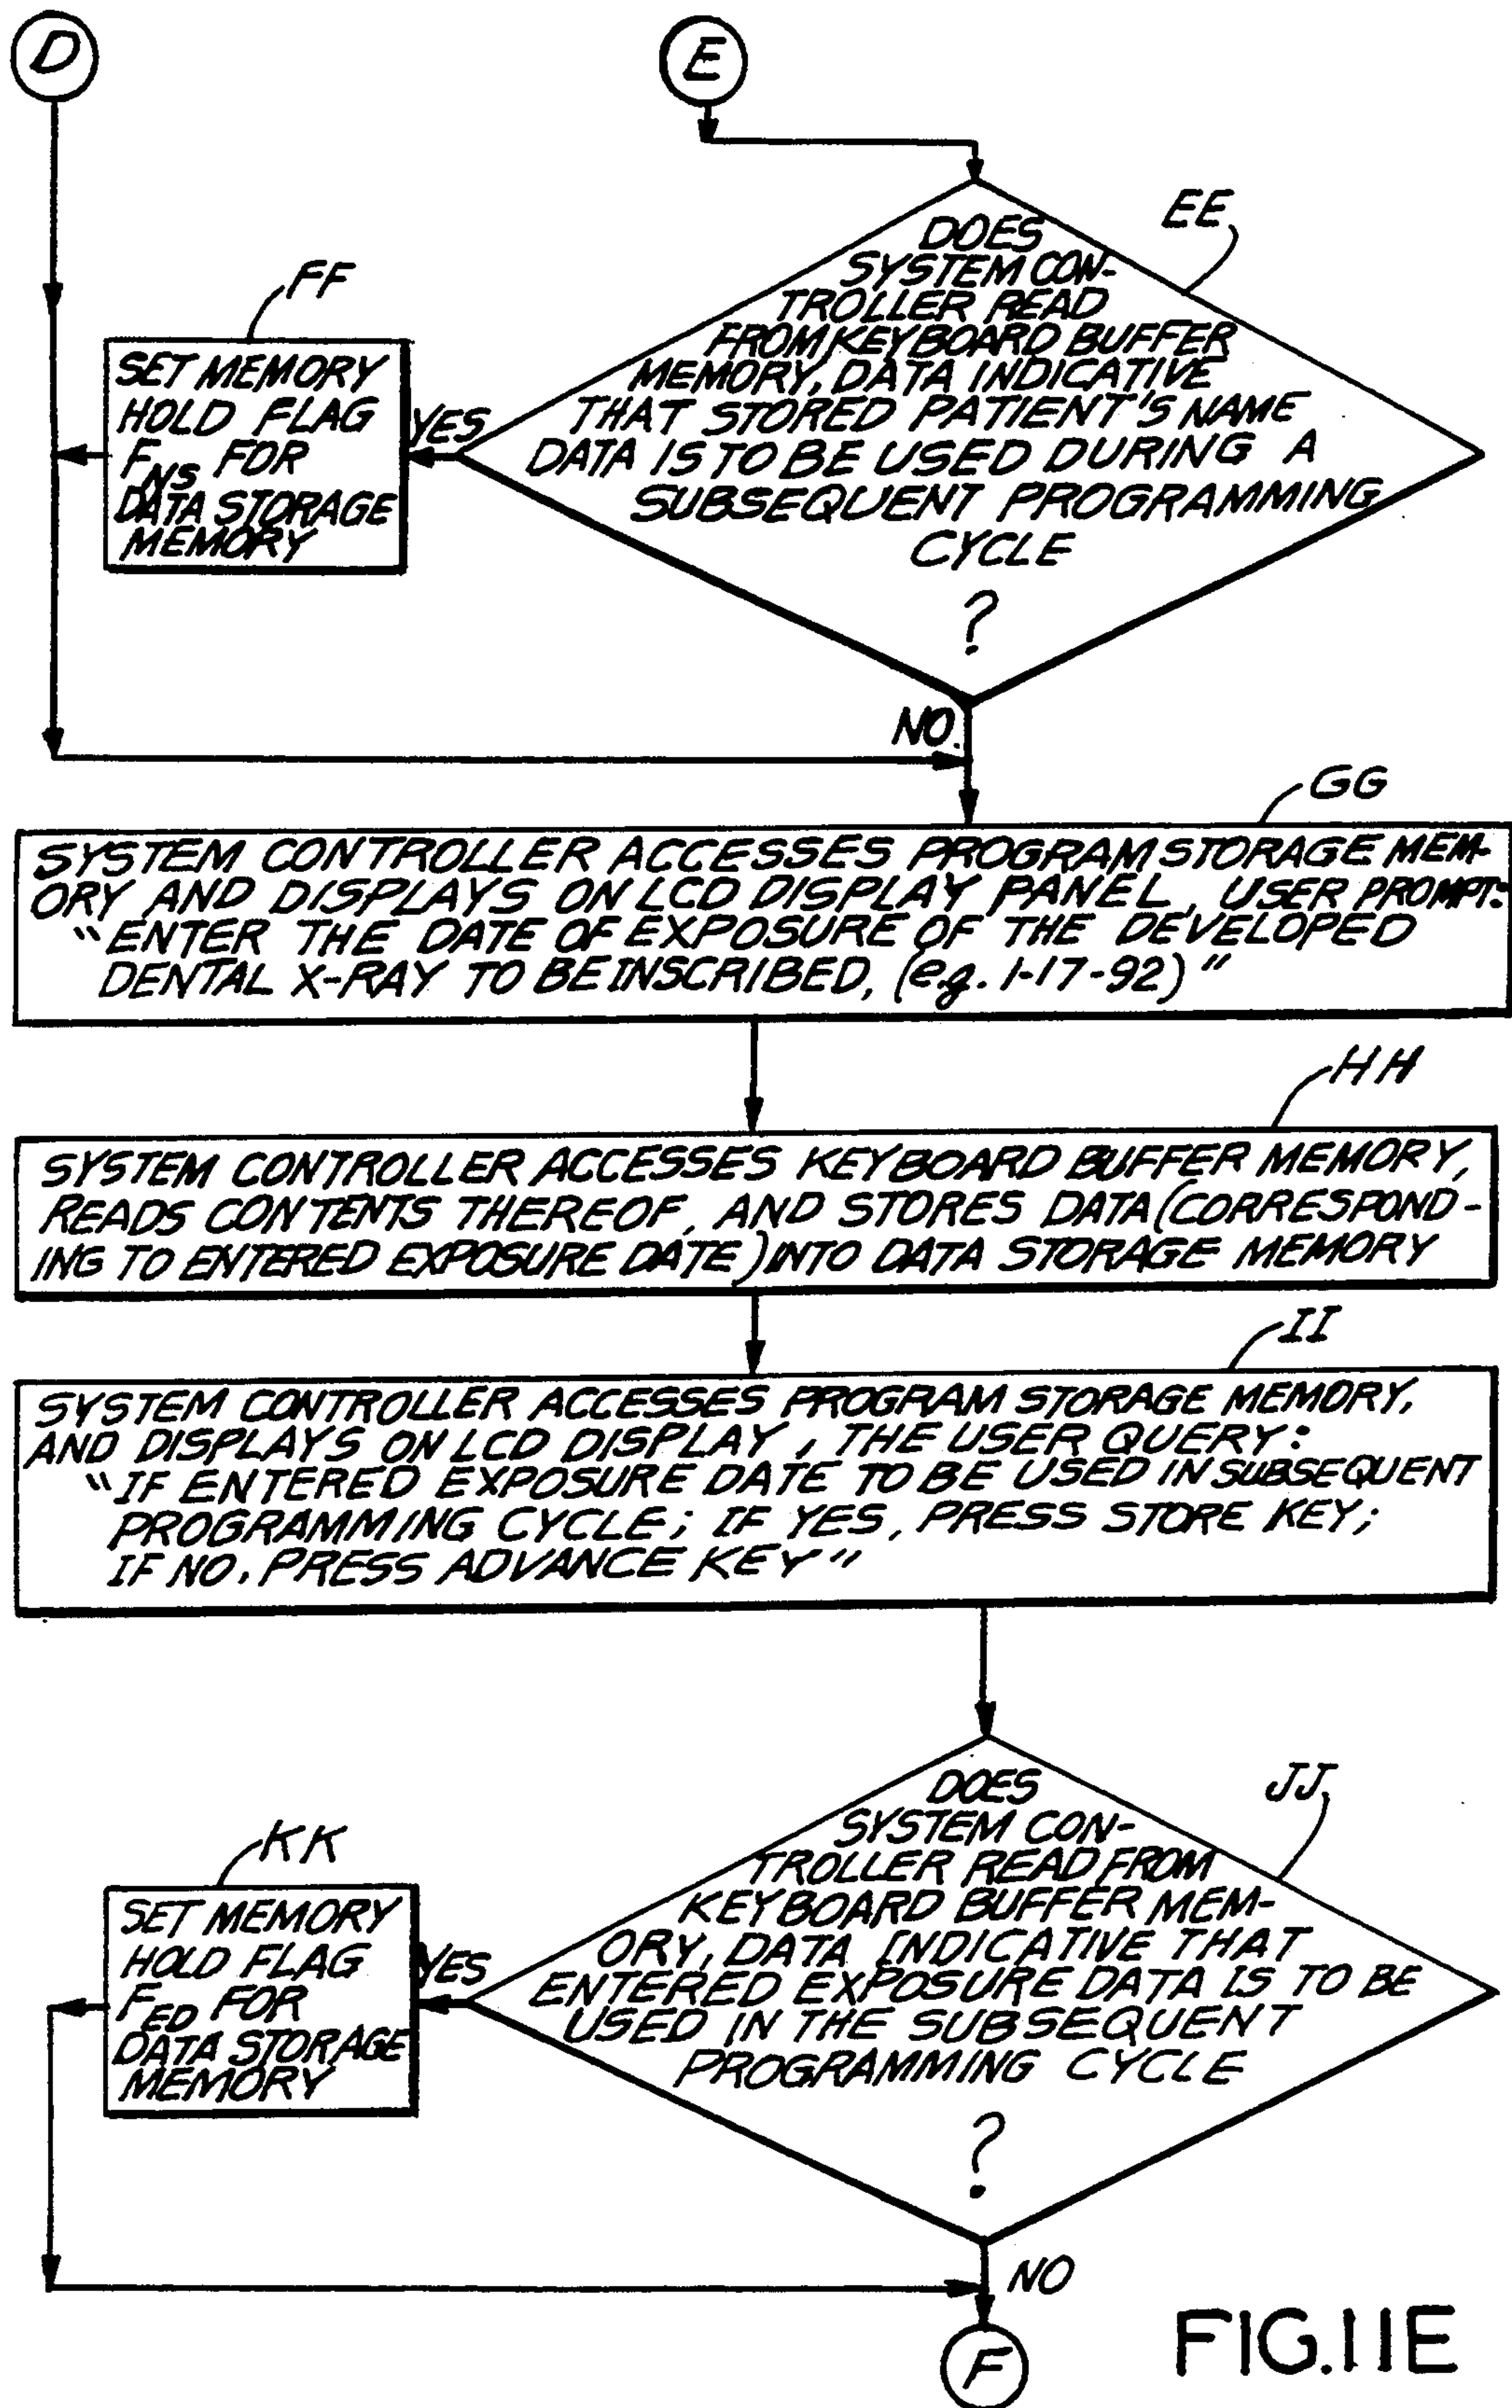 D
E
EE
DOES
SYSTEM CON-
TROLLER READ
FROM KEYBOARD BUFFER
MEMORY, DATA INDICATIVE
THAT STORED PATIENT'S NAME
DATA IS TO BE USED DURING A
SUBSEQUENT PROGRAMMING
CYCLE
?
FF
SET MEMORY
HOLD FLAG
FNS FOR
DATA STORAGE
MEMORY
YES
NO.
GG
SYSTEM CONTROLLER ACCESSES PROGRAM STORAGE MEM-
ORY AND DISPLAYS ON LCD DISPLAY PANEL, USER PROMPT:
"ENTER THE DATE OF EXPOSURE OF THE DEVELOPED
DENTAL X-RAY TO BE INSCRIBED, (e.g. 1-17-92)"
HH
SYSTEM CONTROLLER ACCESSES KEYBOARD BUFFER MEMORY,
READS CONTENTS THEREOF, AND STORES DATA (CORRESPOND-
ING TO ENTERED EXPOSURE DATE) INTO DATA STORAGE MEMORY
II
SYSTEM CONTROLLER ACCESSES PROGRAM STORAGE MEMORY,
AND DISPLAYS ON LCD DISPLAY, THE USER QUERY:
"IF ENTERED EXPOSURE DATE TO BE USED IN SUBSEQUENT
PROGRAMMING CYCLE; IF YES, PRESS STORE KEY;
IF NO, PRESS ADVANCE KEY"
JJ
DOES
SYSTEM CON-
TROLLER READ FROM
KEYBOARD BUFFER MEM-
ORY, DATA INDICATIVE THAT
ENTERED EXPOSURE DATA IS TO BE
USED IN THE SUBSEQUENT
PROGRAMMING CYCLE
?
KK
SET MEMORY
HOLD FLAG
FED FOR
DATA STORAGE
MEMORY
YES
NO
F
FIG.11E